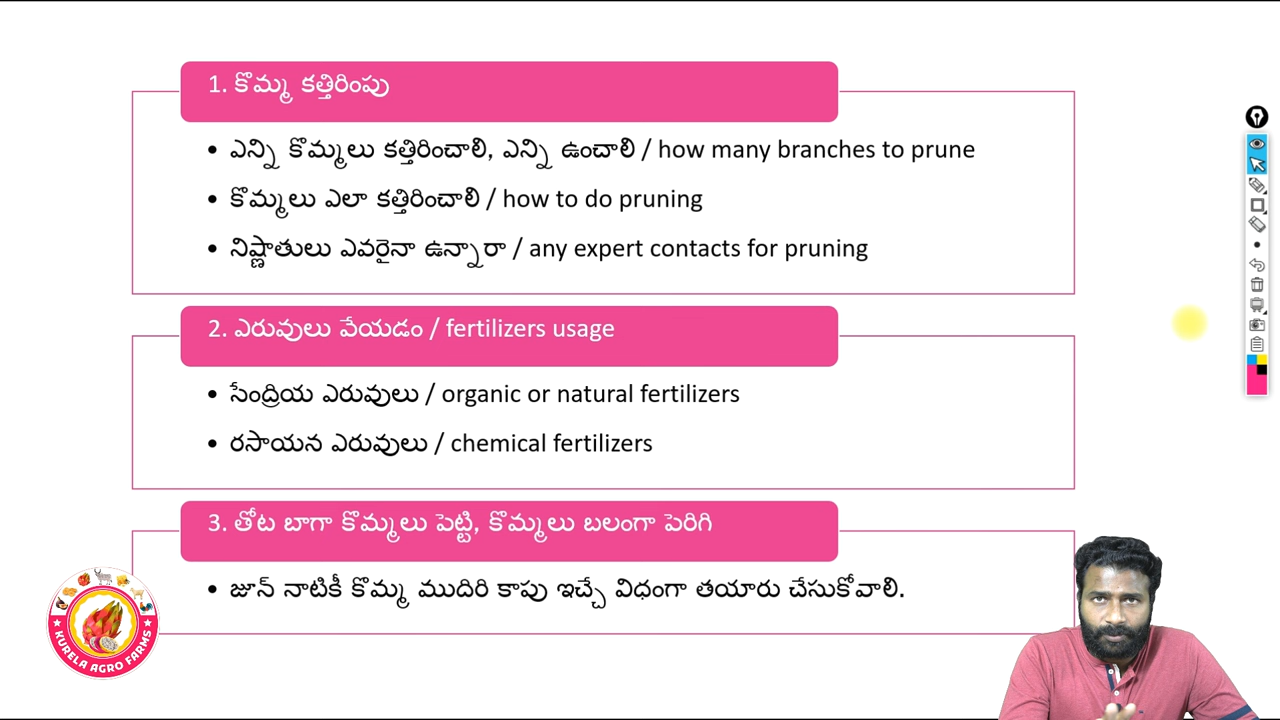 1. కొమ్మ కత్తిరింపు
• ఎన్ని కొమ్మలు కత్తిరించాలి, ఎన్ని ఉంచాలి / how many branches to prune
• కొమ్మలు ఎలా కత్తిరించాలి / how to do pruning
• నిష్ణాతులు ఎవరైనా ఉన్నారా / any expert contacts for pruning
2. ఎరువులు వేయడం / fertilizers usage
• సేంద్రియ ఎరువులు / organic or natural fertilizers
• రసాయన ఎరువులు / chemical fertilizers
3. తోట బాగా కొమ్మలు పెట్టి, కొమ్మలు బలంగా పెరిగి
• జూన్ నాటికీ కొమ్మ ముదిరి కాపు ఇచ్చే విధంగా తయారు చేసుకోవాలి.
KURELA AGRO FARMS